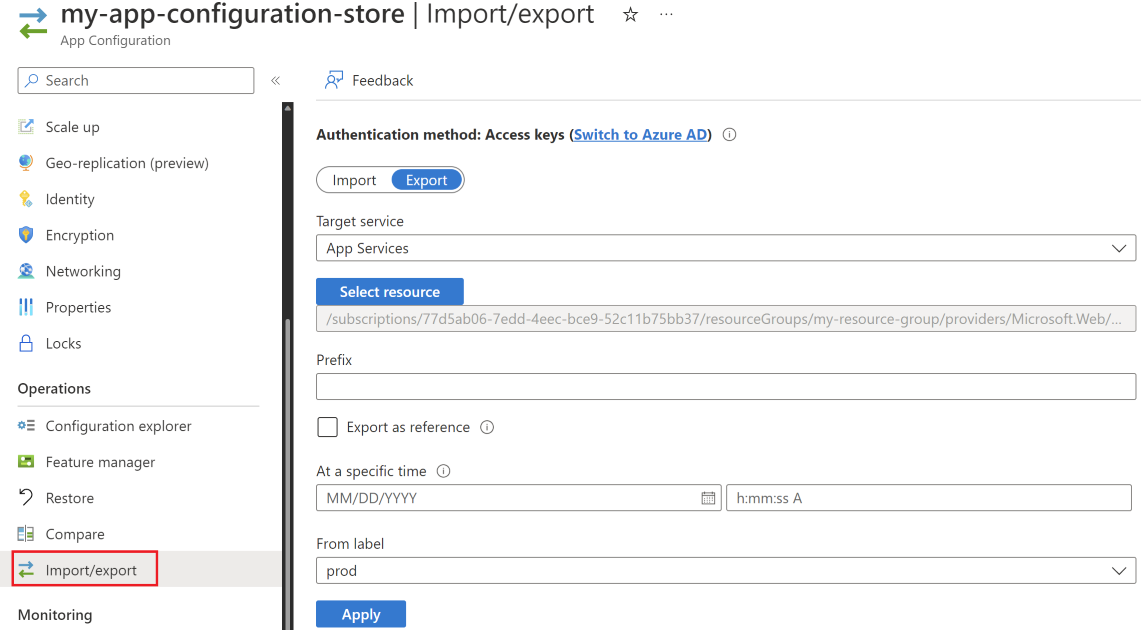 my-app-configuration-store | Import/export
App Configuration
Search
Scale up
Geo-replication (preview)
Identity
Encryption
Networking
Properties
Locks
Operations
Configuration explorer
Feature manager
Restore
Compare
Import/export
Monitoring
Feedback
Authentication method: Access keys (Switch to Azure AD)
Import Export
Target service
App Services
Select resource
/subscriptions/77d5ab06-7edd-4eec-bce9-52c11b75bb37/resourceGroups/my-resource-group/providers/Microsoft.Web/...
Prefix
Export as reference
At a specific time
MM/DD/YYYY h:mm:ss A
From label
prod
Apply